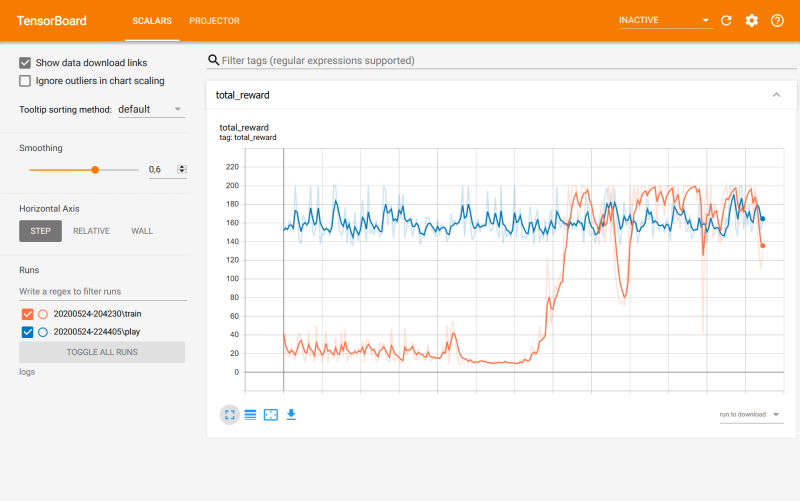 TensorBoard
SCALARS PROJECTOR
INACTIVE
Show data download links
Ignore outliers in chart scaling
Tooltip sorting method: default
Smoothing
0,6
Horizontal Axis
STEP RELATIVE WALL
Runs
Write a regex to filter runs
20200524-204230\train
20200524-224405\play
TOGGLE ALL RUNS
logs
Filter tags (regular expressions supported)
total_reward
total_reward
tag: total_reward
220
200
180
160
140
120
100
80
60
40
20
0
run to download